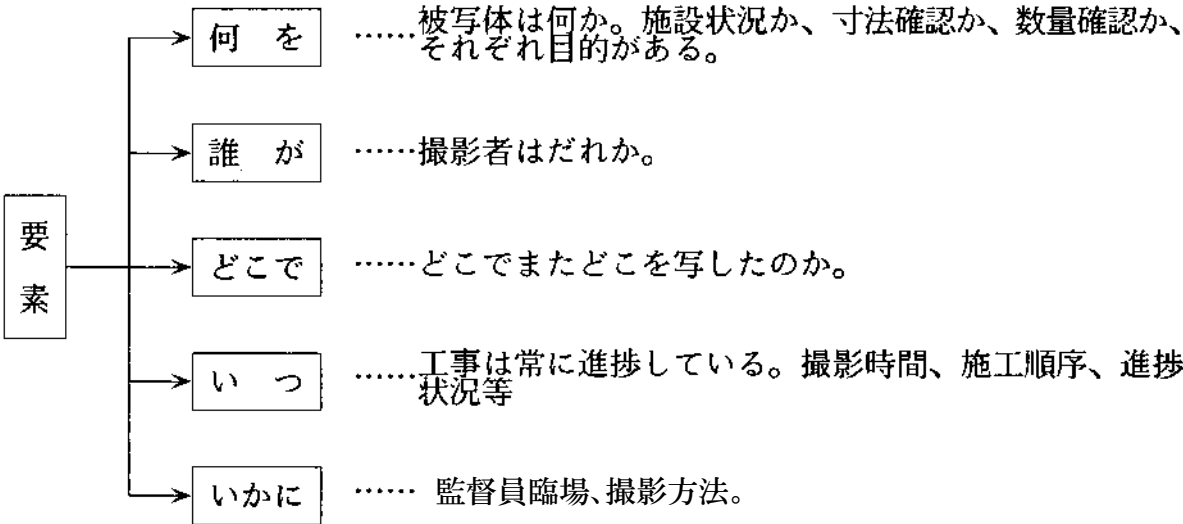 何を ……被写体は何か。施設状況か、寸法確認か、数量確認か、
それぞれ目的がある。
誰が ……撮影者はだれか。
要素
どこで ……どこでまたどこを写したのか。
いつ ……工事は常に進捗している。撮影時間、施工順序、進捗
状況等
いかに …… 監督員臨場、撮影方法。